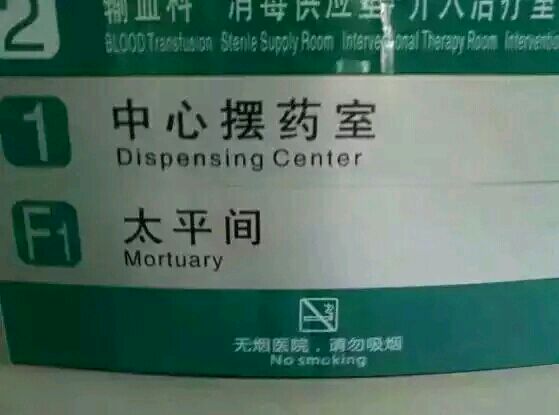 2
输血科 消毒供应室 介入治疗室
BLOOD Transfusion Sterile Supply Room Interventional Therapy Room
1
中心摆药室
Dispensing Center
F1
太平间
Mortuary
无烟医院，请勿吸烟
No smoking